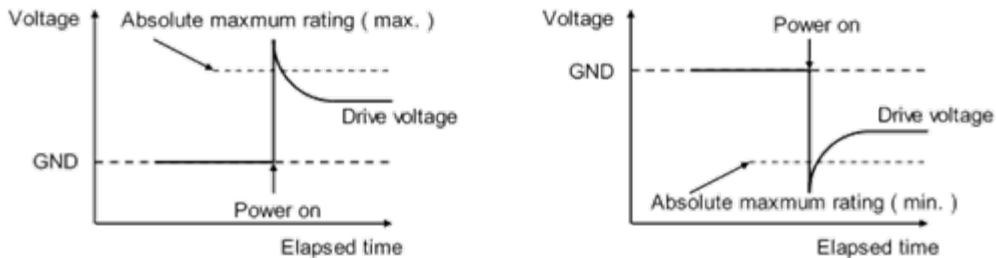 Voltage
Absolute maxmum rating ( max. )
GND
Drive voltage
Power on
Elapsed time
Voltage
Power on
GND
Drive voltage
Absolute maxmum rating ( min. )
Elapsed time